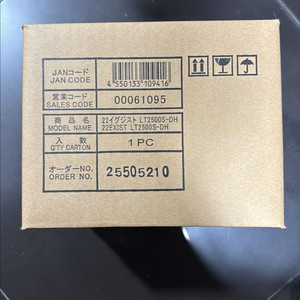 JANコード
JAN CODE
4 550133 109416
営業コード
SALES CODE
00061095
商品名
MODEL NAME
22イグジスト LT2500S-DH
22EXIST LT2500S-DH
入数
Q'TY CARTON
1 PC
オーダーNO.
ORDER NO.
25505210